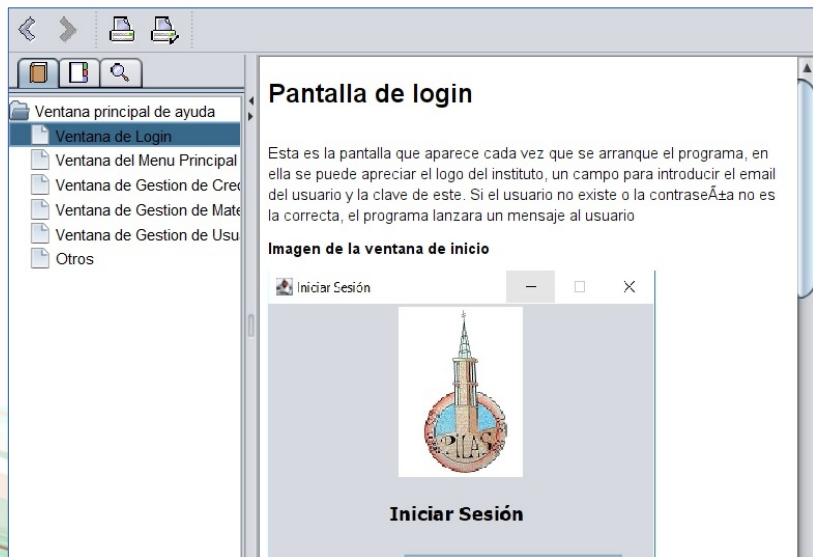 Ventana principal de ayuda
Ventana de Login
Ventana del Menu Principal
Ventana de Gestion de Cred
Ventana de Gestion de Mate
Ventana de Gestion de Usu
Otros
Pantalla de login
Esta es la pantalla que aparece cada vez que se arranque el programa, en
ella se puede apreciar el logo del instituto, un campo para introducir el email
del usuario y la clave de este. Si el usuario no existe o la contraseÃ±a no es
la correcta, el programa lanzara un mensaje al usuario
Imagen de la ventana de inicio
Iniciar Sesión
PILAS
Iniciar Sesión